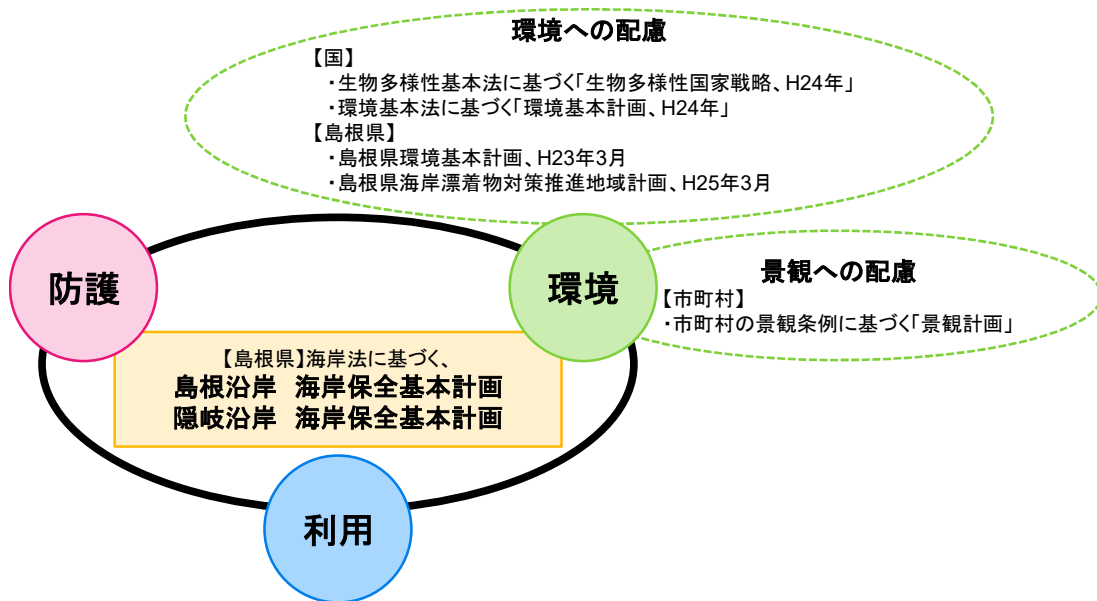 環境への配慮
【国】
・生物多様性基本法に基づく「生物多様性国家戦略、H24年」
・環境基本法に基づく「環境基本計画、H24年」
【島根県】
・島根県環境基本計画、H23年3月
・島根県海岸漂着物対策推進地域計画、H25年3月
防護
環境
景観への配慮
【市町村】
・市町村の景観条例に基づく「景観計画」
【島根県】海岸法に基づく、
島根沿岸　海岸保全基本計画
隠岐沿岸　海岸保全基本計画
利用